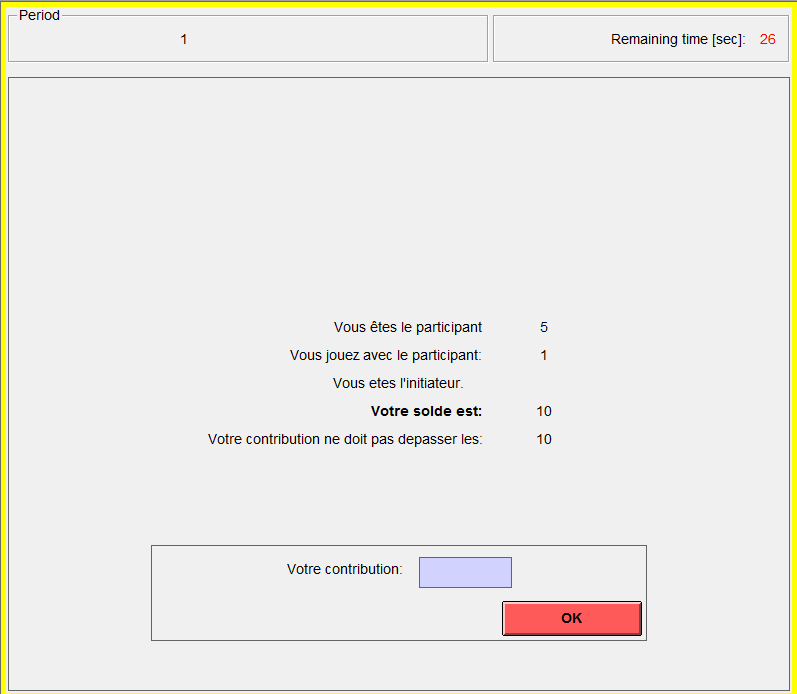 Period
1
Remaining time [sec]: 26
Vous êtes le participant 5
Vous jouez avec le participant: 1
Vous etes l'initiateur.
Votre solde est: 10
Votre contribution ne doit pas depasser les: 10
Votre contribution:
OK